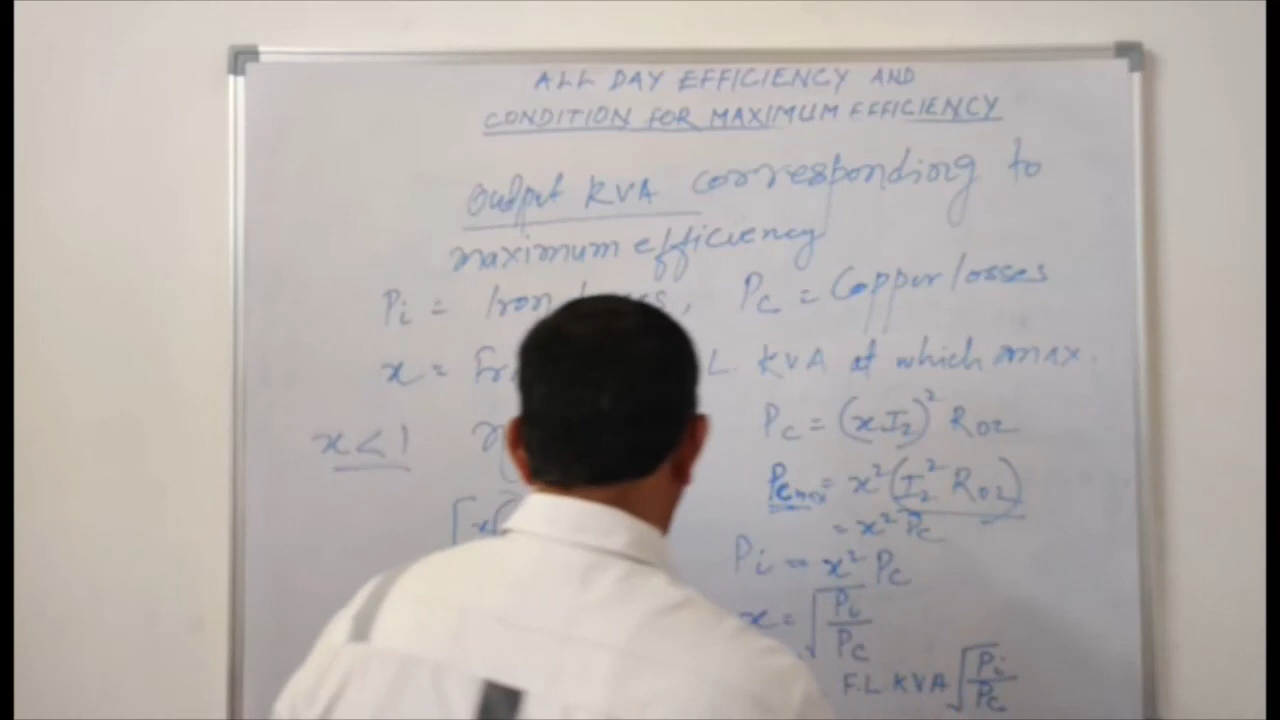 ALL DAY EFFICIENCY AND
CONDITION FOR MAXIMUM EFFICIENCY
Output KVA corresponding to
maximum efficiency
Pi = Iron , Pc = Copper losses
x = L. KVA at which max.
x < 1
Pc = (xI₂)² R₀₂
Pcmax = x² (I₂² R₀₂)
= x² Pc
Pi = x² Pc
x = √(Pi/Pc)
F.L KVA √(Pi/Pc)